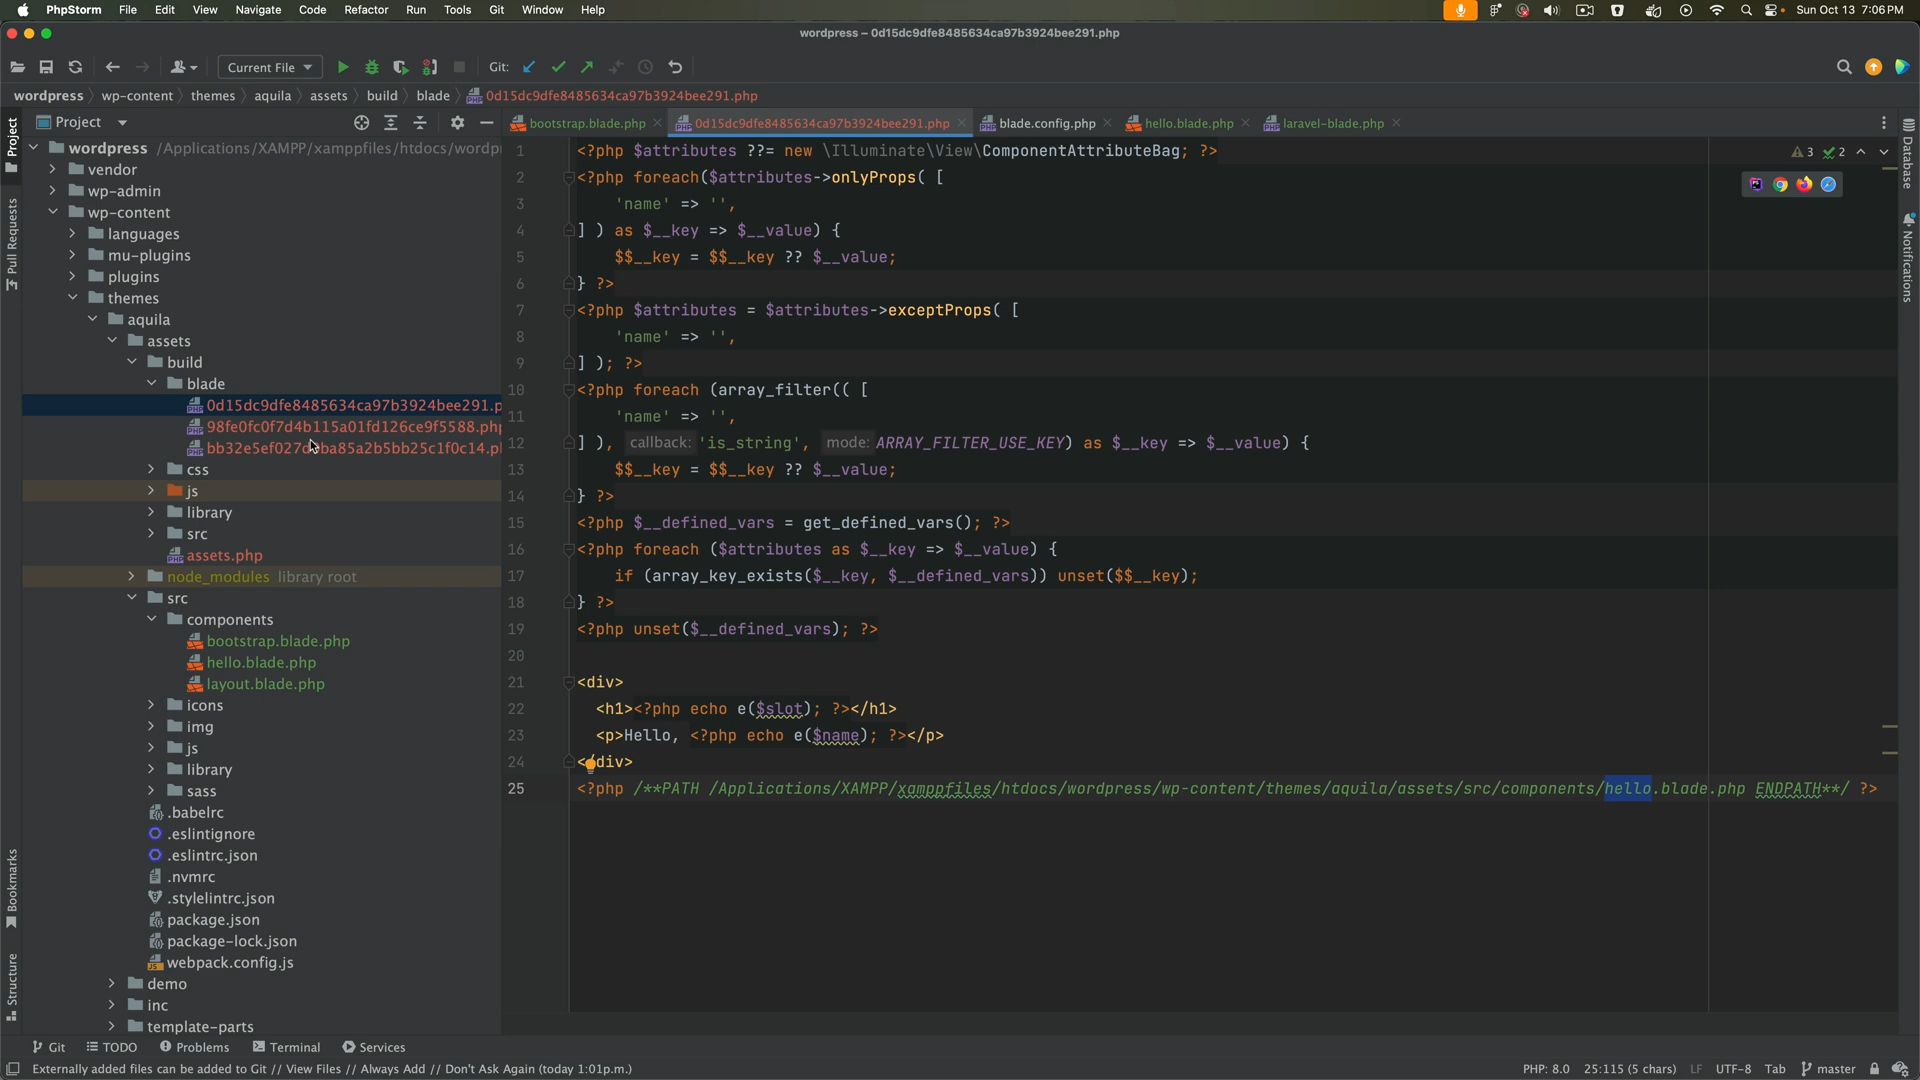 PhpStorm File Edit View Navigate Code Refactor Run Tools Git Window Help Sun Oct 13 7:06 PM
wordpress – 0d15dc9dfe8485634ca97b3924bee291.php
Current File Git:
wordpress wp-content themes aquila assets build blade 0d15dc9dfe8485634ca97b3924bee291.php
Project bootstrap.blade.php 0d15dc9dfe8485634ca97b3924bee291.php blade.config.php hello.blade.php laravel-blade.php
Project
Pull Requests
Bookmarks
Structure
wordpress /Applications/XAMPP/xamppfiles/htdocs/wordpr
vendor
wp-admin
wp-content
languages
mu-plugins
plugins
themes
aquila
assets
build
blade
0d15dc9dfe8485634ca97b3924bee291.p
98fe0fc0f7d4b115a01fd126ce9f5588.php
css
js
library
src
assets.php
node_modules library root
src
components
bootstrap.blade.php
hello.blade.php
layout.blade.php
icons
img
js
library
sass
.babelrc
.eslintignore
.eslintrc.json
.nvmrc
.stylelintrc.json
package.json
package-lock.json
webpack.config.js
demo
inc
template-parts
3 2
1 <?php $attributes ??= new \Illuminate\View\ComponentAttributeBag; ?>
2 <?php foreach($attributes->onlyProps( [
3 'name' => '',
4 ] ) as $__key => $__value) {
5 $$__key = $$__key ?? $__value;
6 } ?>
7 <?php $attributes = $attributes->exceptProps( [
8 'name' => '',
9 ] ); ?>
10 <?php foreach (array_filter(( [
11 'name' => '',
12 ] ), callback: 'is_string', mode: ARRAY_FILTER_USE_KEY) as $__key => $__value) {
13 $$__key = $$__key ?? $__value;
14 } ?>
15 <?php $__defined_vars = get_defined_vars(); ?>
16 <?php foreach ($attributes as $__key => $__value) {
17 if (array_key_exists($__key, $__defined_vars)) unset($$__key);
18 } ?>
19 <?php unset($__defined_vars); ?>
20
21 <div>
22 <h1><?php echo e($slot); ?></h1>
23 <p>Hello, <?php echo e($name); ?></p>
24 </div>
25 <?php /**PATH /Applications/XAMPP/xamppfiles/htdocs/wordpress/wp-content/themes/aquila/assets/src/components/hello.blade.php ENDPATH**/ ?>
Database
Notifications
Git TODO Problems Terminal Services
Externally added files can be added to Git // View Files // Always Add // Don't Ask Again (today 1:01 p.m.) PHP: 8.0 25:115 (5 chars) LF UTF-8 Tab master